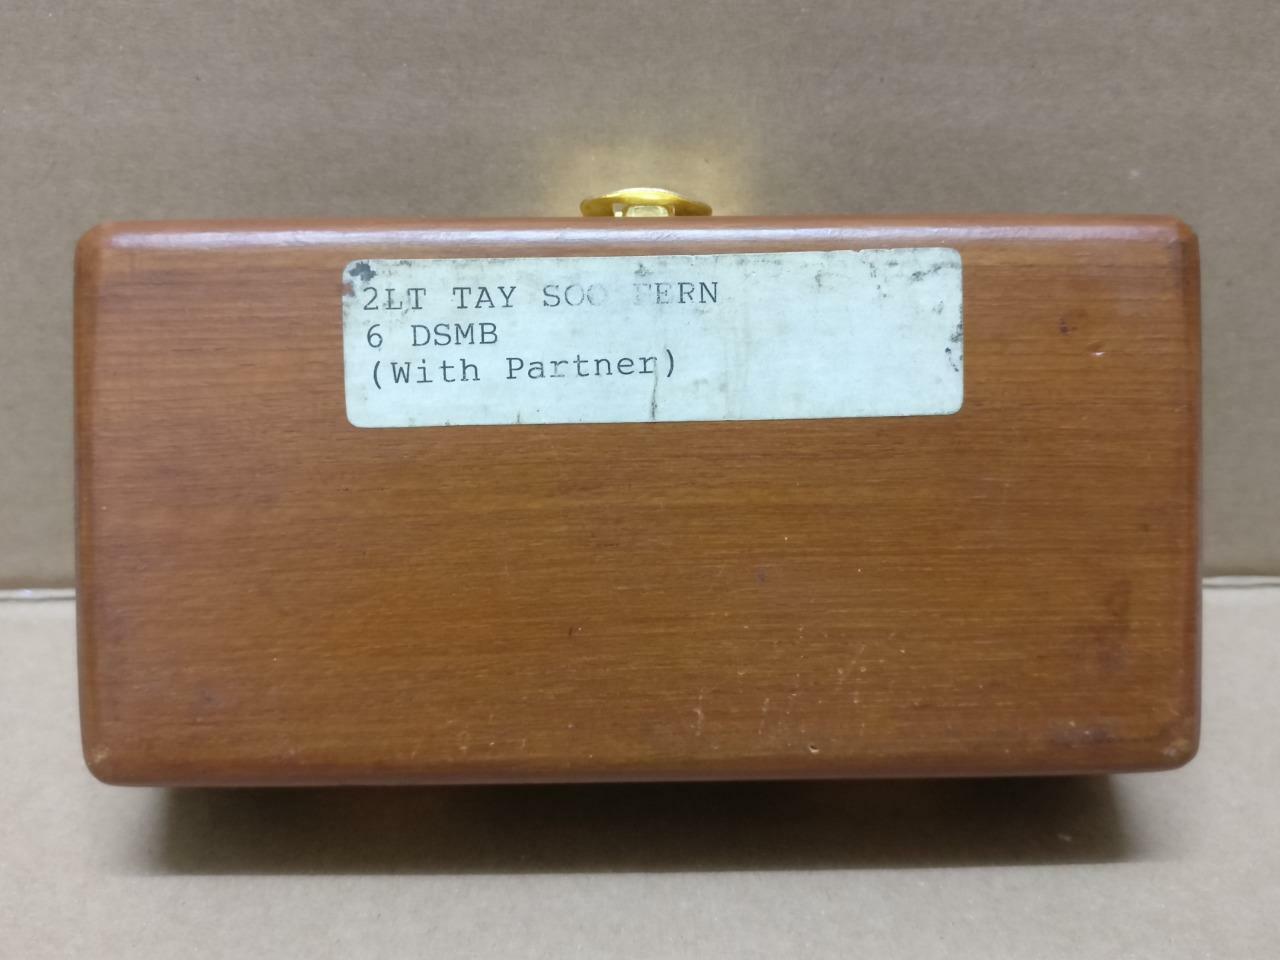 2LT TAY SOO FERN
6 DSMB
(With Partner)